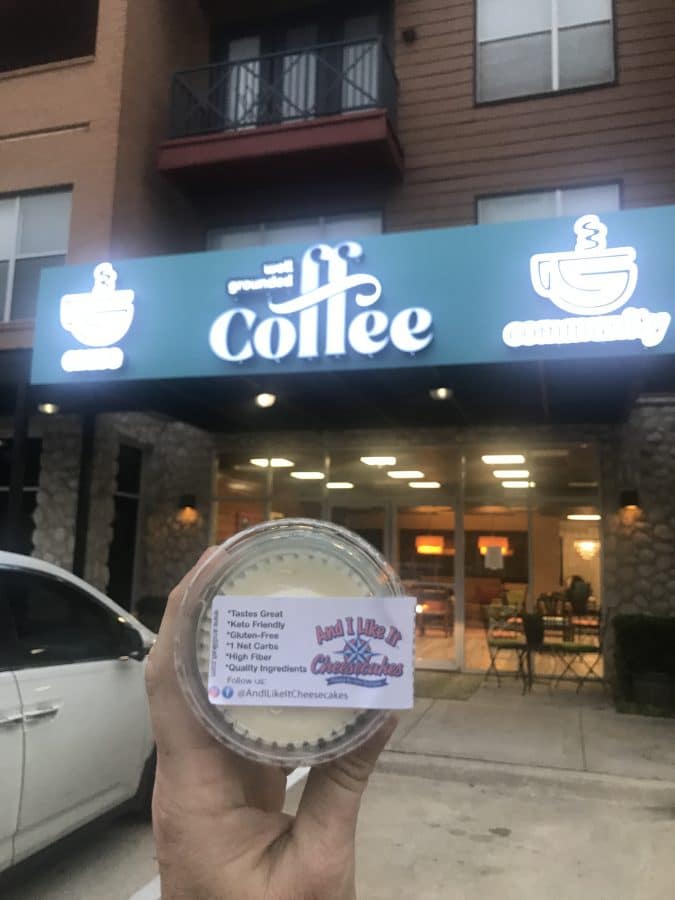 well
grounded
Coffee
community
*Tastes Great
*Keto Friendly
*Gluten-Free
*1 Net Carbs
*High Fiber
*Quality Ingredients
Follow us:
@AndILikeItCheesecakes
And I Like It
Cheesecakes